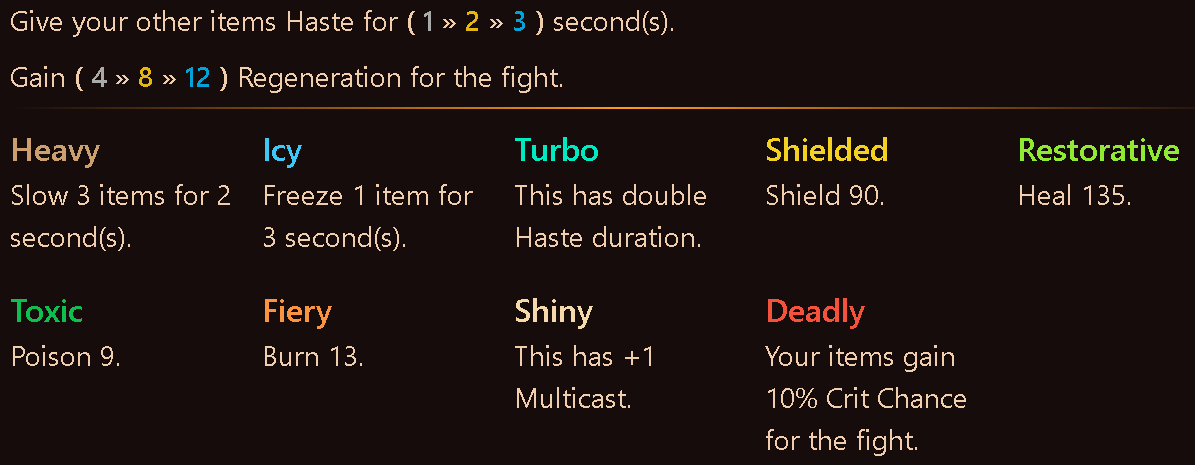 Give your other items Haste for ( 1 » 2 » 3 ) second(s).
Gain ( 4 » 8 » 12 ) Regeneration for the fight.
Heavy
Slow 3 items for 2
second(s).
Icy
Freeze 1 item for
3 second(s).
Turbo
This has double
Haste duration.
Shielded
Shield 90.
Restorative
Heal 135.
Toxic
Poison 9.
Fiery
Burn 13.
Shiny
This has +1
Multicast.
Deadly
Your items gain
10% Crit Chance
for the fight.